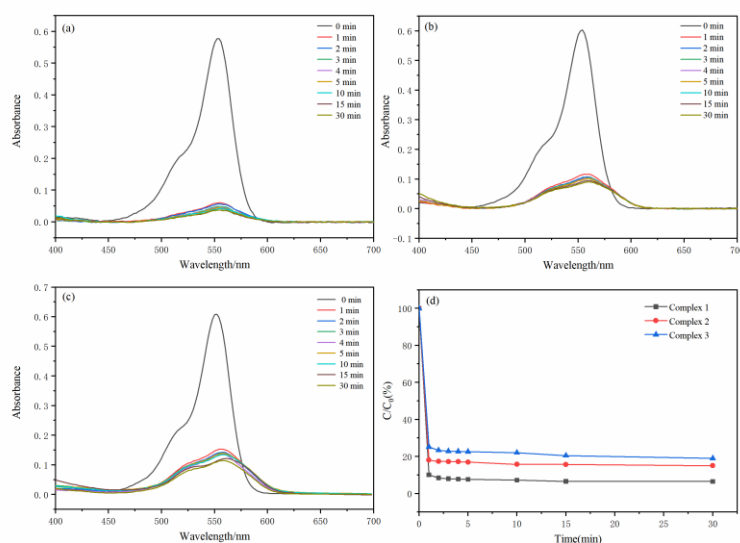 (a)
0 min
1 min
2 min
3 min
4 min
5 min
10 min
15 min
30 min
0.6
0.5
0.4
0.3
0.2
0.1
0.0
Absorbance
400 450 500 550 600 650 700
Wavelength/nm
(b)
0 min
1 min
2 min
3 min
4 min
5 min
10 min
15 min
30 min
0.6
0.5
0.4
0.3
0.2
0.1
0.0
-0.1
Absorbance
400 450 500 550 600 650 700
Wavelength/nm
(c)
0 min
1 min
2 min
3 min
4 min
5 min
10 min
15 min
30 min
0.7
0.6
0.5
0.4
0.3
0.2
0.1
0.0
Absorbance
400 450 500 550 600 650 700
Wavelength/nm
(d)
Complex 1
Complex 2
Complex 3
100
80
60
40
20
0
C/C0(%)
0 5 10 15 20 25 30
Time(min)